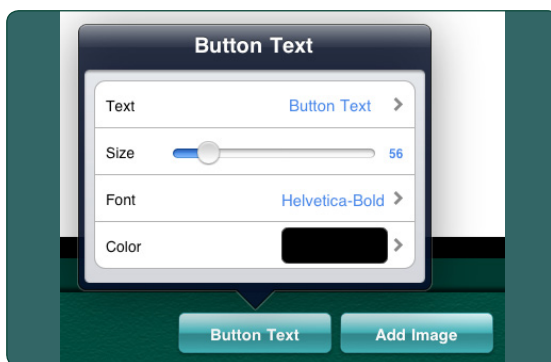 Button Text
Text Button Text
Size 56
Font Helvetica-Bold
Color
Button Text Add Image